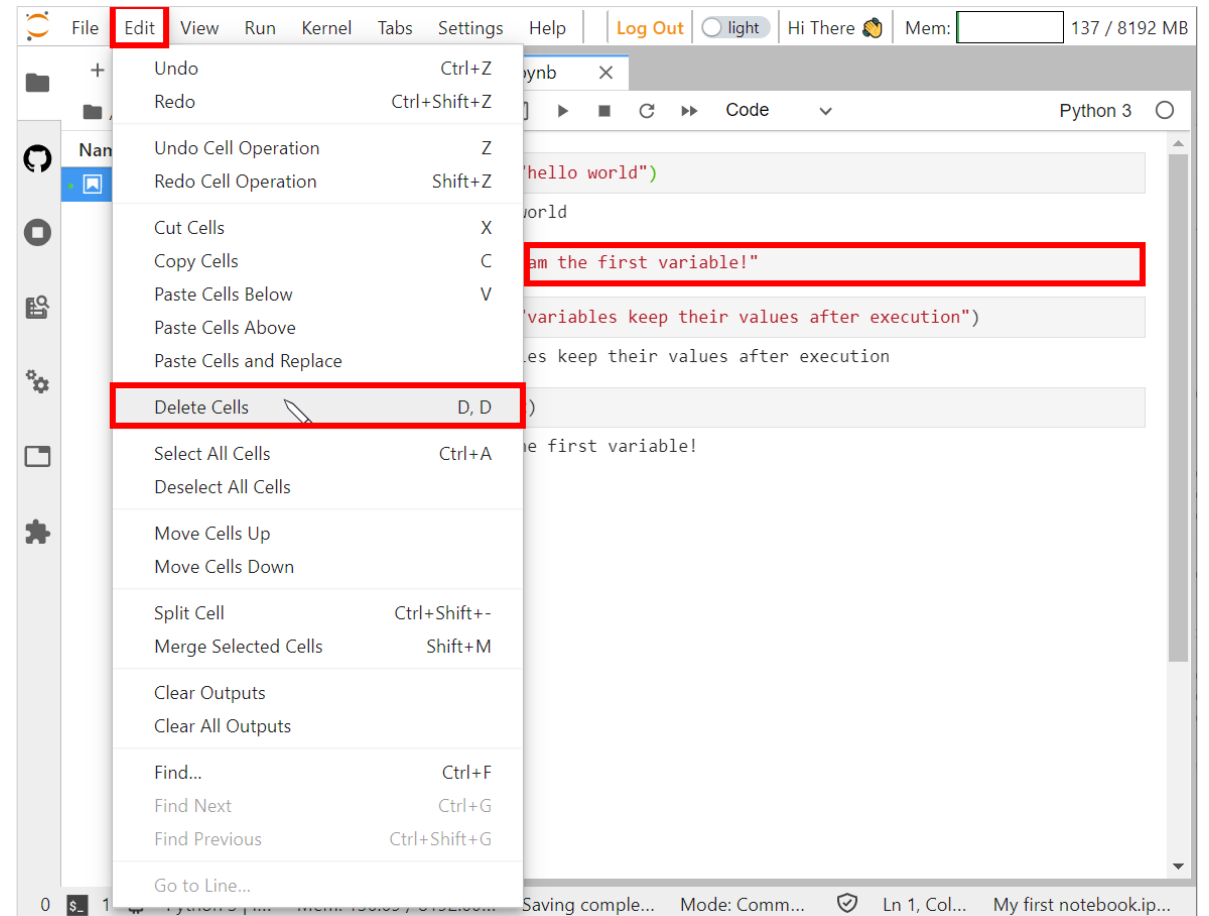 File Edit View Run Kernel Tabs Settings Help Log Out light Hi There Mem: 137 / 8192 MB
Undo Ctrl+Z
Redo Ctrl+Shift+Z
Undo Cell Operation Z
Redo Cell Operation Shift+Z
Cut Cells X
Copy Cells C
Paste Cells Below V
Paste Cells Above
Paste Cells and Replace
Delete Cells D, D
Select All Cells Ctrl+A
Deselect All Cells
Move Cells Up
Move Cells Down
Split Cell Ctrl+Shift+-
Merge Selected Cells Shift+M
Clear Outputs
Clear All Outputs
Find... Ctrl+F
Find Next Ctrl+G
Find Previous Ctrl+Shift+G
Go to Line...
+
Nan
ynb ×
Code Python 3
"hello world")
world
am the first variable!"
"variables keep their values after execution")
es keep their values after execution
)
he first variable!
0 $_ 1 Saving comple... Mode: Comm... Ln 1, Col... My first notebook.ip...